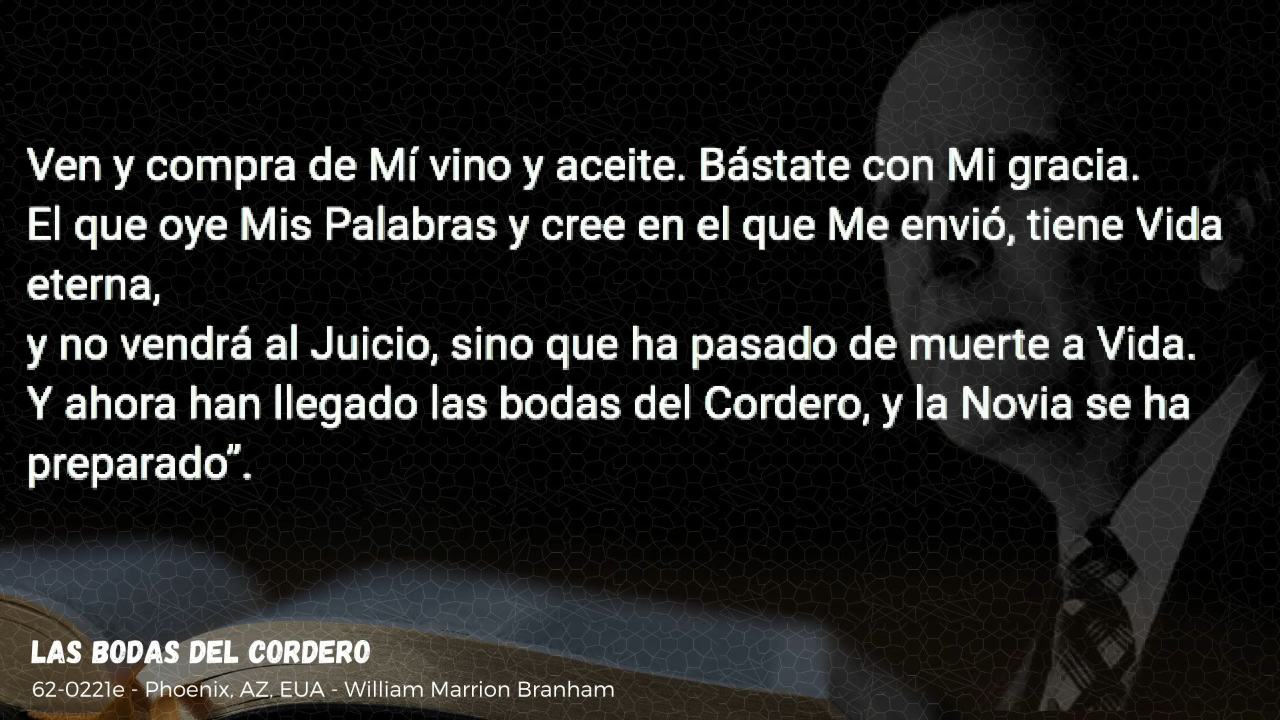 Ven y compra de Mí vino y aceite. Bástate con Mi gracia.
El que oye Mis Palabras y cree en el que Me envió, tiene Vida
eterna,
y no vendrá al Juicio, sino que ha pasado de muerte a Vida.
Y ahora han llegado las bodas del Cordero, y la Novia se ha
preparado”.
LAS BODAS DEL CORDERO
62-0221e - Phoenix, AZ, EUA - William Marrion Branham